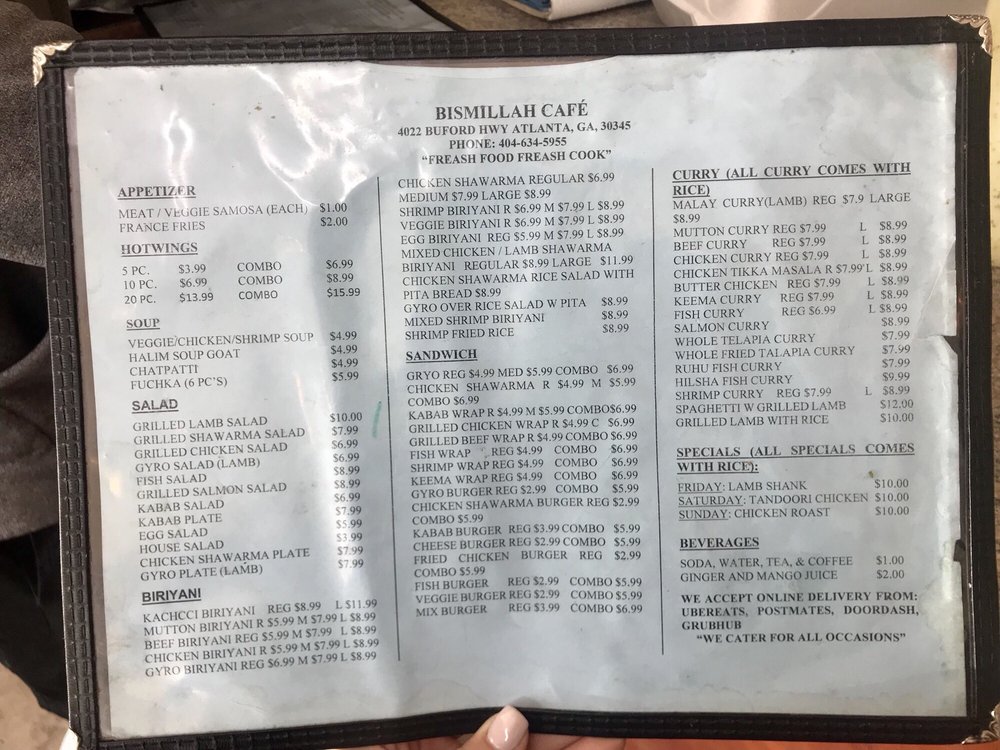 BISMILLAH CAFÉ
4022 BUFORD HWY ATLANTA, GA, 30345
PHONE: 404-634-5955
"FREASH FOOD FREASH COOK"
APPETIZER
MEAT / VEGGIE SAMOSA (EACH) $1.00
FRANCE FRIES $2.00
HOTWINGS
5 PC. $3.99 COMBO $6.99
10 PC. $6.99 COMBO $8.99
20 PC. $13.99 COMBO $15.99
SOUP
VEGGIE/CHICKEN/SHRIMP SOUP $4.99
HALIM SOUP GOAT $4.99
CHATPATTI $4.99
FUCHKA (6 PC'S) $5.99
SALAD
GRILLED LAMB SALAD $10.00
GRILLED SHAWARMA SALAD $7.99
GRILLED CHICKEN SALAD $6.99
GYRO SALAD (LAMB) $6.99
FISH SALAD $8.99
GRILLED SALMON SALAD $8.99
KABAB SALAD $6.99
KABAB PLATE $7.99
EGG SALAD $5.99
HOUSE SALAD $3.99
CHICKEN SHAWARMA PLATE $7.99
GYRO PLATE (LAMB) $7.99
BIRIYANI
KACHCCI BIRIYANI REG $8.99 L $11.99
MUTTON BIRIYANI R $5.99 M $7.99 L $8.99
BEEF BIRIYANI REG $5.99 M $7.99 L $8.99
CHICKEN BIRIYANI R $5.99 M $7.99 L $8.99
GYRO BIRIYANI REG $6.99 M $7.99 L $8.99
CHICKEN SHAWARMA REGULAR $6.99
MEDIUM $7.99 LARGE $8.99
SHRIMP BIRIYANI R $6.99 M $7.99 L $8.99
VEGGIE BIRIYANI R $6.99 M $7.99 L $8.99
EGG BIRIYANI REG $5.99 M $7.99 L $8.99
MIXED CHICKEN / LAMB SHAWARMA
BIRIYANI REGULAR $8.99 LARGE $11.99
CHICKEN SHAWARMA RICE SALAD WITH
PITA BREAD $8.99
GYRO OVER RICE SALAD W PITA $8.99
MIXED SHRIMP BIRIYANI $8.99
SHRIMP FRIED RICE $8.99
SANDWICH
GRYO REG $4.99 MED $5.99 COMBO $6.99
CHICKEN SHAWARMA R $4.99 M $5.99
COMBO $6.99
KABAB WRAP R $4.99 M $5.99 COMBO$6.99
GRILLED CHICKEN WRAP R $4.99 C $6.99
GRILLED BEEF WRAP R $4.99 COMBO $6.99
FISH WRAP REG $4.99 COMBO $6.99
SHRIMP WRAP REG $4.99 COMBO $6.99
KEEMA WRAP REG $4.99 COMBO $6.99
GYRO BURGER REG $2.99 COMBO $5.99
CHICKEN SHAWARMA BURGER REG $2.99
COMBO $5.99
KABAB BURGER REG $3.99 COMBO $5.99
CHEESE BURGER REG $2.99 COMBO $5.99
FRIED CHICKEN BURGER REG $2.99
COMBO $5.99
FISH BURGER REG $2.99 COMBO $5.99
VEGGIE BURGER REG $2.99 COMBO $5.99
MIX BURGER REG $3.99 COMBO $6.99
CURRY (ALL CURRY COMES WITH
RICE)
MALAY CURRY(LAMB) REG $7.9 LARGE
$8.99
MUTTON CURRY REG $7.99 L $8.99
BEEF CURRY REG $7.99 L $8.99
CHICKEN CURRY REG $7.99 L $8.99
CHICKEN TIKKA MASALA R $7.99 L $8.99
BUTTER CHICKEN REG $7.99 L $8.99
KEEMA CURRY REG $7.99 L $8.99
FISH CURRY REG $6.99 L $8.99
SALMON CURRY $8.99
WHOLE TELAPIA CURRY $7.99
WHOLE FRIED TALAPIA CURRY $7.99
RUHU FISH CURRY $7.99
HILSHA FISH CURRY $9.99
SHRIMP CURRY REG $7.99 L $8.99
SPAGHETTI W GRILLED LAMB $12.00
GRILLED LAMB WITH RICE $10.00
SPECIALS (ALL SPECIALS COMES
WITH RICE):
FRIDAY: LAMB SHANK $10.00
SATURDAY: TANDOORI CHICKEN $10.00
SUNDAY: CHICKEN ROAST $10.00
BEVERAGES
SODA, WATER, TEA, & COFFEE $1.00
GINGER AND MANGO JUICE $2.00
WE ACCEPT ONLINE DELIVERY FROM:
UBEREATS, POSTMATES, DOORDASH,
GRUBHUB
"WE CATER FOR ALL OCCASIONS"